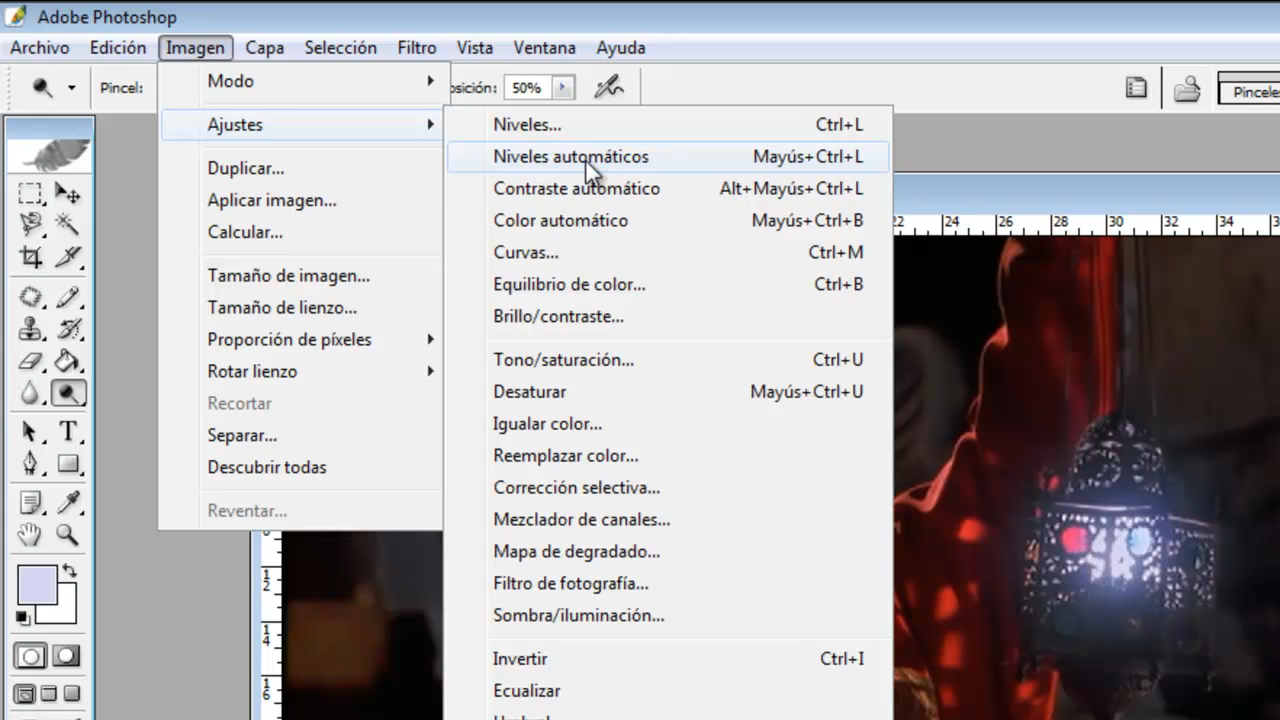 Adobe Photoshop
Archivo Edición Imagen Capa Selección Filtro Vista Ventana Ayuda
Pincel: 50% Pinceles
Modo
Ajustes
Duplicar...
Aplicar imagen...
Calcular...
Tamaño de imagen...
Tamaño de lienzo...
Proporción de píxeles
Rotar lienzo
Recortar
Separar...
Descubrir todas
Reventar...
Niveles... Ctrl+L
Niveles automáticos Mayús+Ctrl+L
Contraste automático Alt+Mayús+Ctrl+L
Color automático Mayús+Ctrl+B
Curvas... Ctrl+M
Equilibrio de color... Ctrl+B
Brillo/contraste...
Tono/saturación... Ctrl+U
Desaturar Mayús+Ctrl+U
Igualar color...
Reemplazar color...
Corrección selectiva...
Mezclador de canales...
Mapa de degradado...
Filtro de fotografía...
Sombra/iluminación...
Invertir Ctrl+I
Ecualizar
22 24 26 28 30 32 34
12
14
16